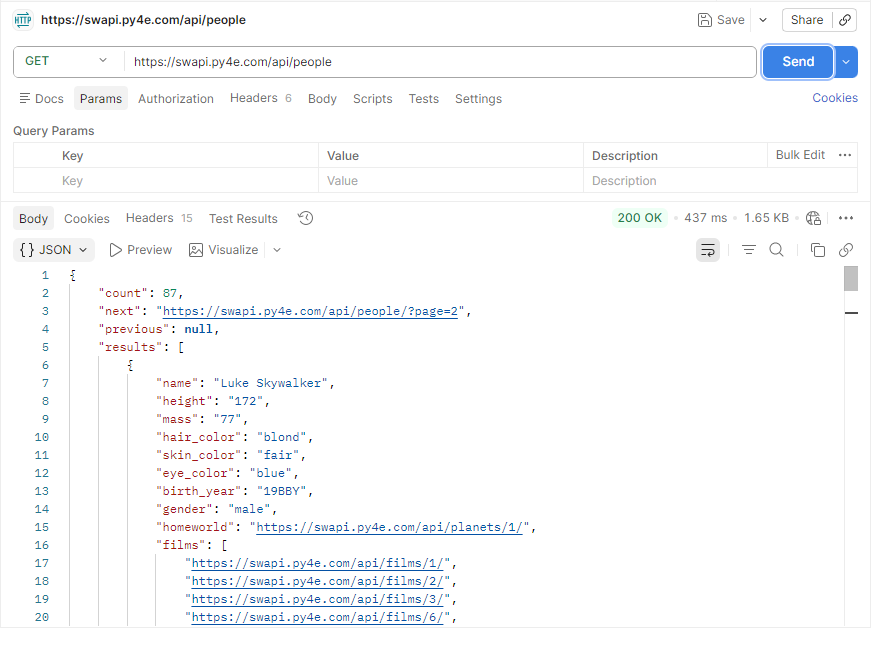 HTTP https://swapi.py4e.com/api/people Save Share
GET https://swapi.py4e.com/api/people Send
Docs Params Authorization Headers 6 Body Scripts Tests Settings Cookies
Query Params
Key Value Description Bulk Edit ...
Key Value Description
Body Cookies Headers 15 Test Results 200 OK • 437 ms • 1.65 KB • ...
{ } JSON Preview Visualize
1 {
2 "count": 87,
3 "next": "https://swapi.py4e.com/api/people/?page=2",
4 "previous": null,
5 "results": [
6 {
7 "name": "Luke Skywalker",
8 "height": "172",
9 "mass": "77",
10 "hair_color": "blond",
11 "skin_color": "fair",
12 "eye_color": "blue",
13 "birth_year": "19BBY",
14 "gender": "male",
15 "homeworld": "https://swapi.py4e.com/api/planets/1/",
16 "films": [
17 "https://swapi.py4e.com/api/films/1/",
18 "https://swapi.py4e.com/api/films/2/",
19 "https://swapi.py4e.com/api/films/3/",
20 "https://swapi.py4e.com/api/films/6/",